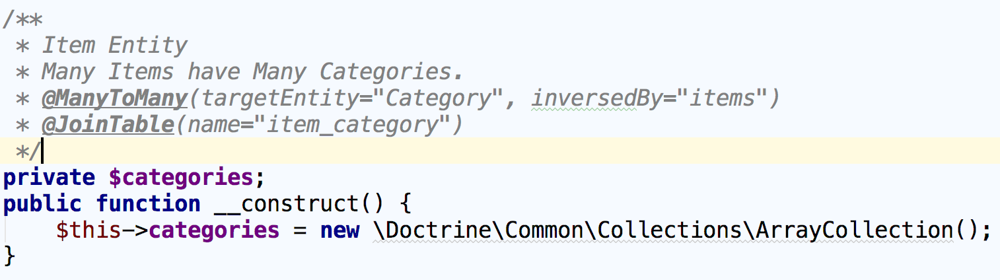 /**
 * Item Entity
 * Many Items have Many Categories.
 * @ManyToMany(targetEntity="Category", inversedBy="items")
 * @JoinTable(name="item_category")
 */
private $categories;
public function __construct() {
    $this->categories = new \Doctrine\Common\Collections\ArrayCollection();
}